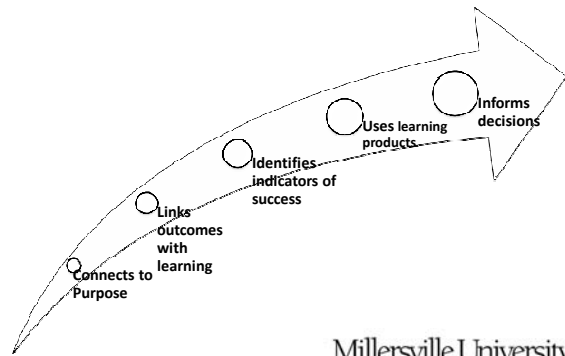 Connects to
Purpose
Links
outcomes
with
learning
Identifies
indicators of
success
Uses learning
products
Informs
decisions
Millersville University